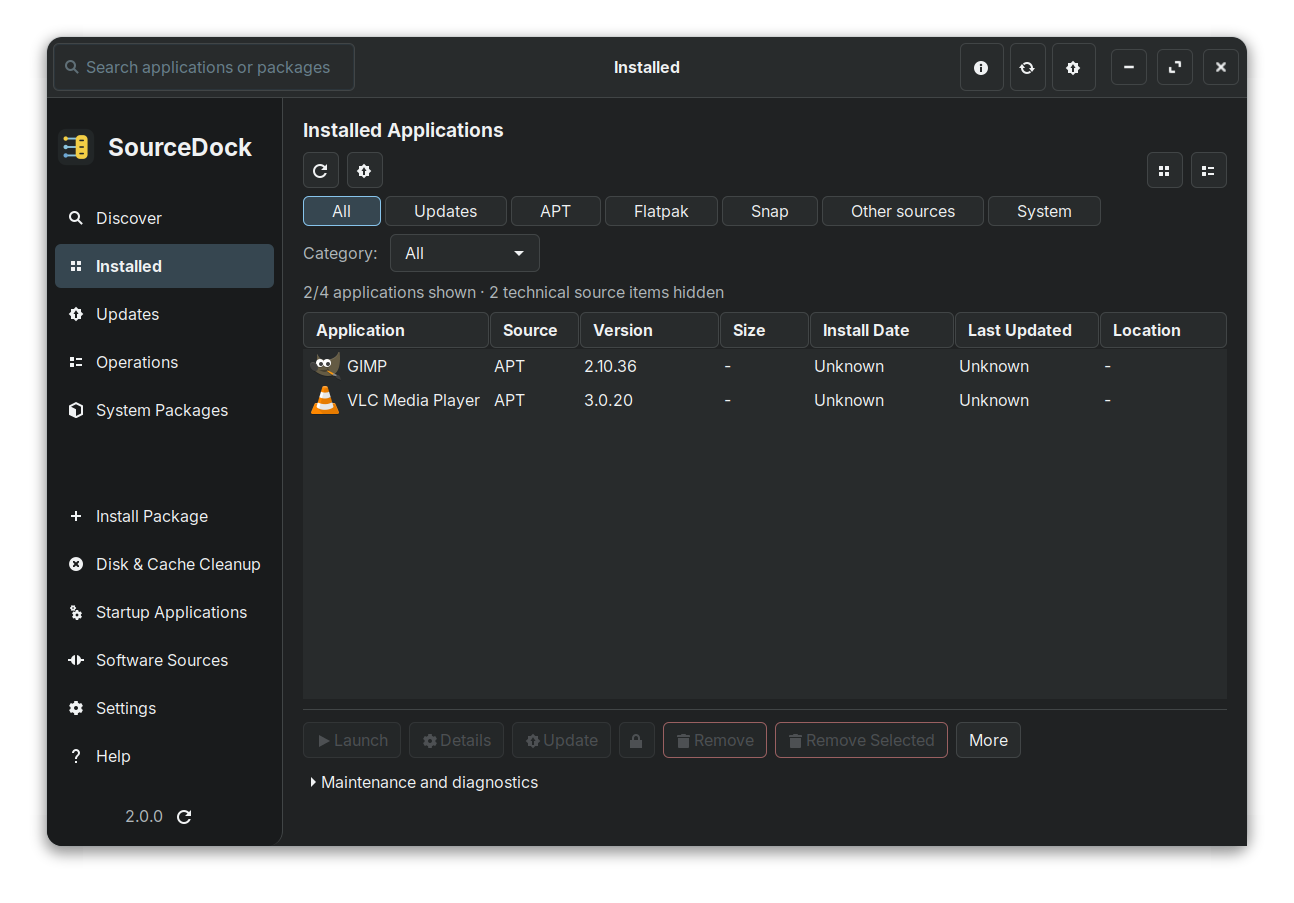 Search applications or packages
Installed
SourceDock
Discover
Installed
Updates
Operations
System Packages
Install Package
Disk & Cache Cleanup
Startup Applications
Software Sources
Settings
? Help
2.0.0
Installed Applications
All Updates APT Flatpak Snap Other sources System
Category: All
2/4 applications shown · 2 technical source items hidden
Application Source Version Size Install Date Last Updated Location
GIMP APT 2.10.36 - Unknown Unknown -
VLC Media Player APT 3.0.20 - Unknown Unknown -
Launch Details Update Remove Remove Selected More
Maintenance and diagnostics